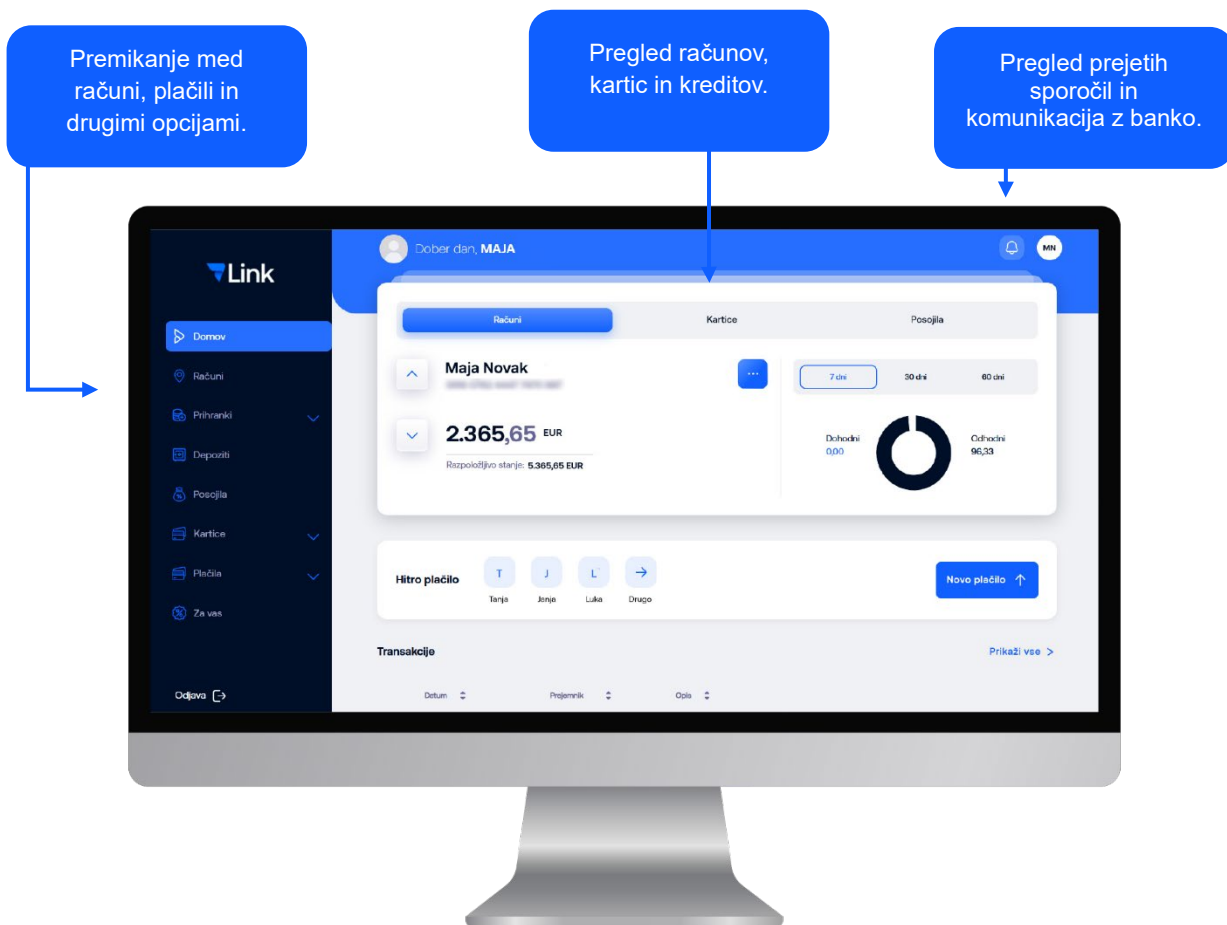 Premikanje med
računi, plačili in
drugimi opcijami.
Pregled računov,
kartic in kreditov.
Pregled prejetih
sporočil in
komunikacija z banko.
Link
Dober dan, MAJA
MN
Domov
Računi
Prihranki
Depoziti
Posojila
Kartice
Plačila
Za vas
Odjava
Računi Kartice Posojila
Maja Novak
7 dni 30 dni 60 dni
2.365,65 EUR
Razpoložljivo stanje: 5.365,65 EUR
Dohodni
0,00
Odhodni
96,33
Hitro plačilo
T J L
Tanja Janja Luka Drugo
Novo plačilo
Transakcije
Prikaži vse >
Datum Prejemnik Opis